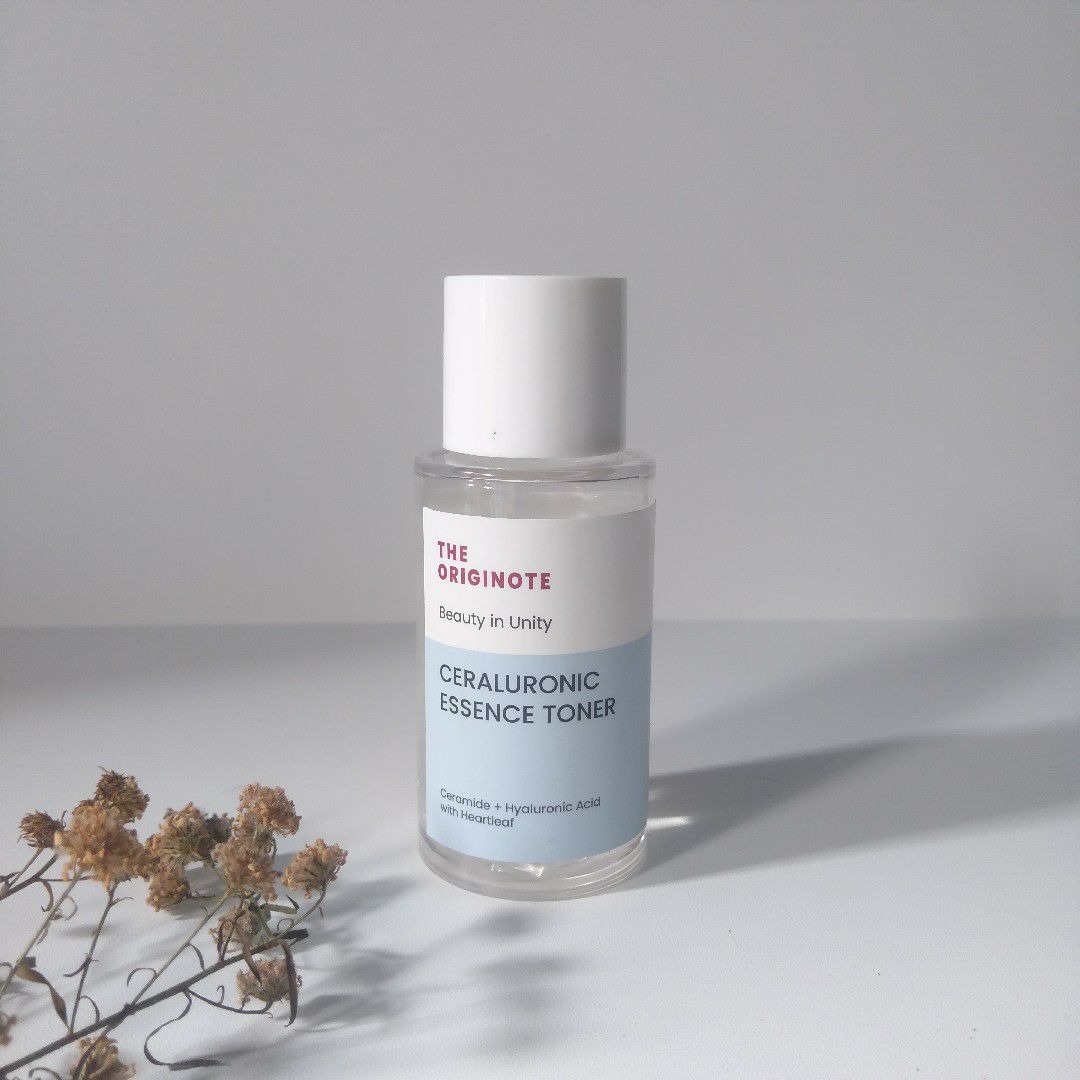 THE
ORIGINOTE
Beauty in Unity
CERALURONIC
ESSENCE TONER
Ceramide + Hyaluronic Acid
with Heartleaf